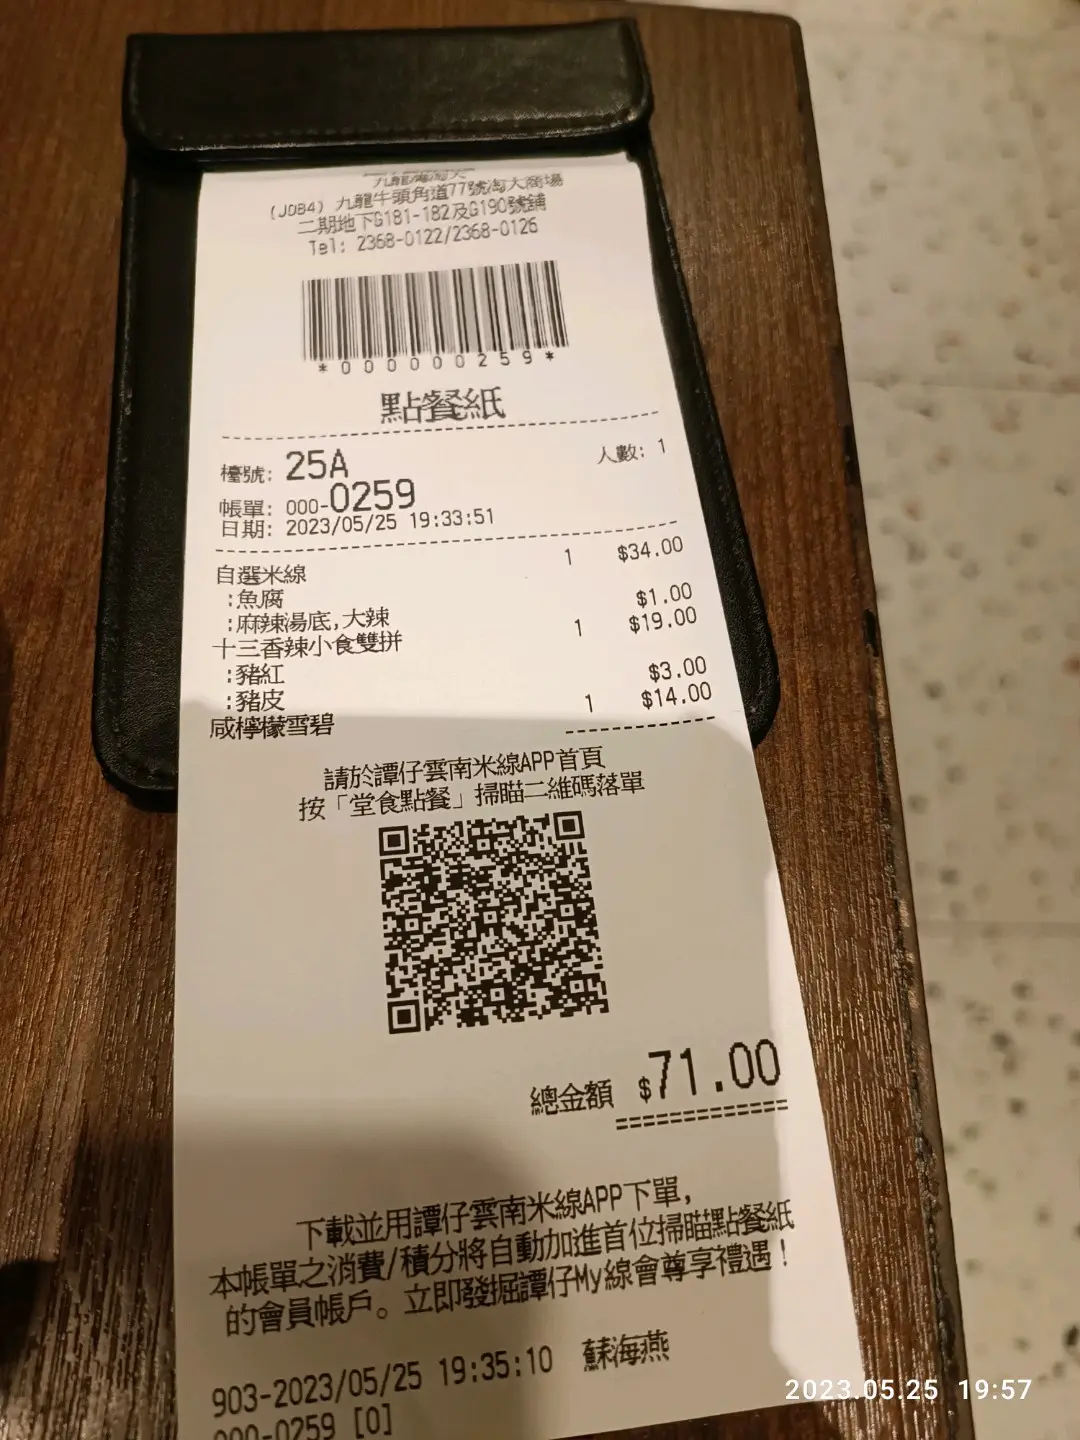 九龍灣淘大
(J0B4) 九龍牛頭角道77號淘大商場
二期地下G181-182及G190號鋪
Tel: 2368-0122/2368-0126
*000000259*
點餐紙
檯號: 25A 人數: 1
帳單: 000-0259
日期: 2023/05/25 19:33:51
自選米線 1 $34.00
:魚腐 $1.00
:麻辣湯底,大辣
十三香辣小食雙拼 1 $19.00
:豬紅 $3.00
:豬皮
咸檸檬雪碧 1 $14.00
請於譚仔雲南米線APP首頁
按「堂食點餐」掃瞄二維碼落單
總金額 $71.00
下載並用譚仔雲南米線APP下單,
本帳單之消費/積分將自動加進首位掃瞄點餐紙
的會員帳戶。立即發掘譚仔My線會尊享禮遇!
903-2023/05/25 19:35:10 蘇海燕
000-0259 [0]
2023.05.25 19:57